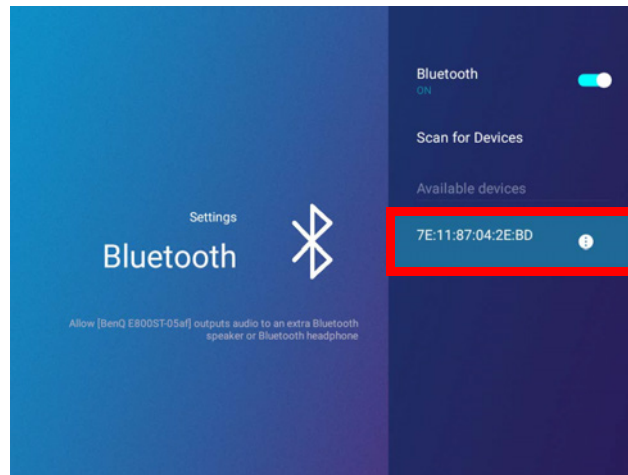 Settings
Bluetooth
Allow [BenQ E800ST-05af] outputs audio to an extra Bluetooth
speaker or Bluetooth headphone
Bluetooth
ON
Scan for Devices
Available devices
7E:11:87:04:2E:BD